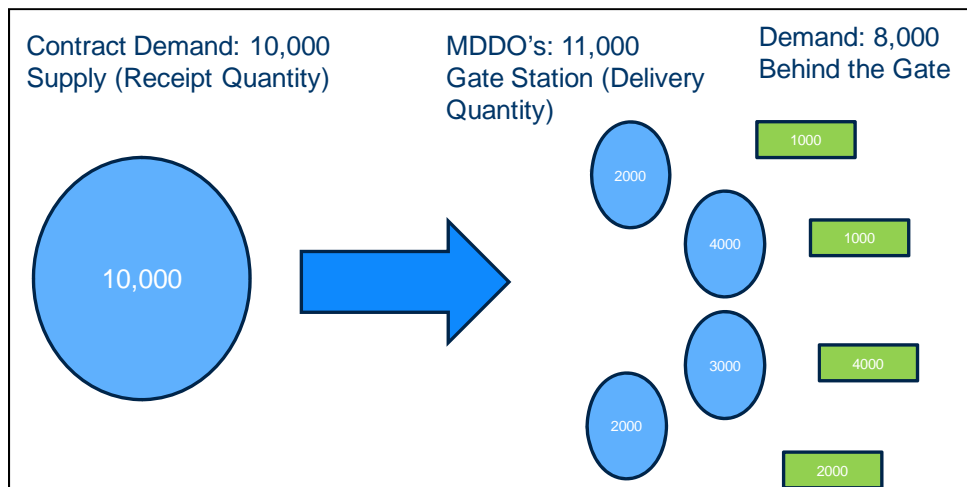 Contract Demand: 10,000
Supply (Receipt Quantity)
MDDO's: 11,000
Gate Station (Delivery
Quantity)
Demand: 8,000
Behind the Gate
10,000
2000
4000
3000
2000
1000
1000
4000
2000